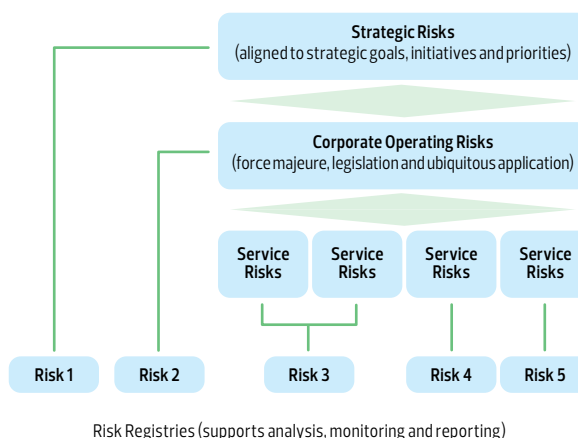 Strategic Risks
(aligned to strategic goals, initiatives and priorities)
Corporate Operating Risks
(force majeure, legislation and ubiquitous application)
Service Risks
Service Risks
Service Risks
Service Risks
Risk 1
Risk 2
Risk 3
Risk 4
Risk 5
Risk Registries (supports analysis, monitoring and reporting)